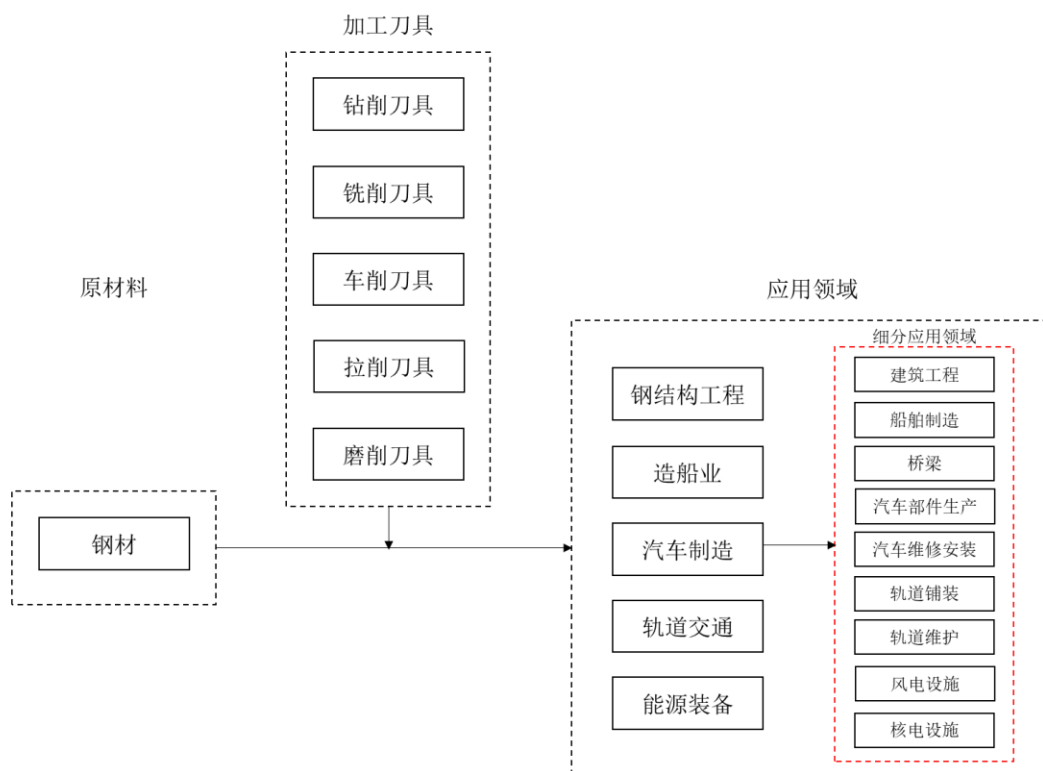 加工刀具
钻削刀具
铣削刀具
车削刀具
拉削刀具
磨削刀具
原材料
钢材
应用领域
钢结构工程
造船业
汽车制造
轨道交通
能源装备
细分应用领域
建筑工程
船舶制造
桥梁
汽车部件生产
汽车维修安装
轨道铺装
轨道维护
风电设施
核电设施